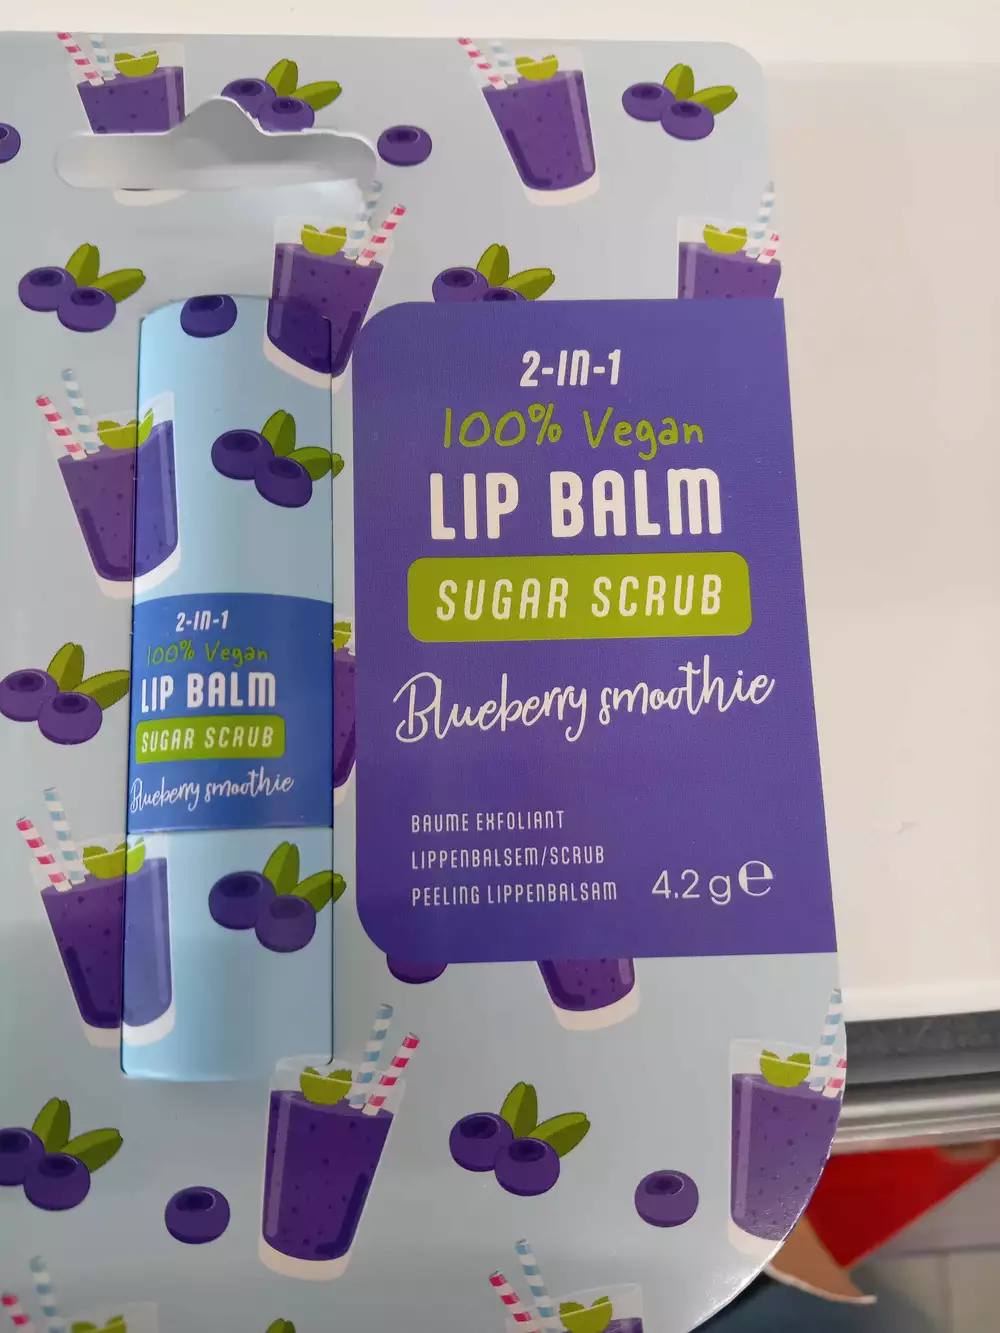 2-IN-1
100% Vegan
LIP BALM
SUGAR SCRUB
Blueberry smoothie
BAUME EXFOLIANT
LIPPENBALSEM/SCRUB
PEELING LIPPENBALSAM
4.2 g ℮
2-IN-1
100% Vegan
LIP BALM
SUGAR SCRUB
Blueberry smoothie